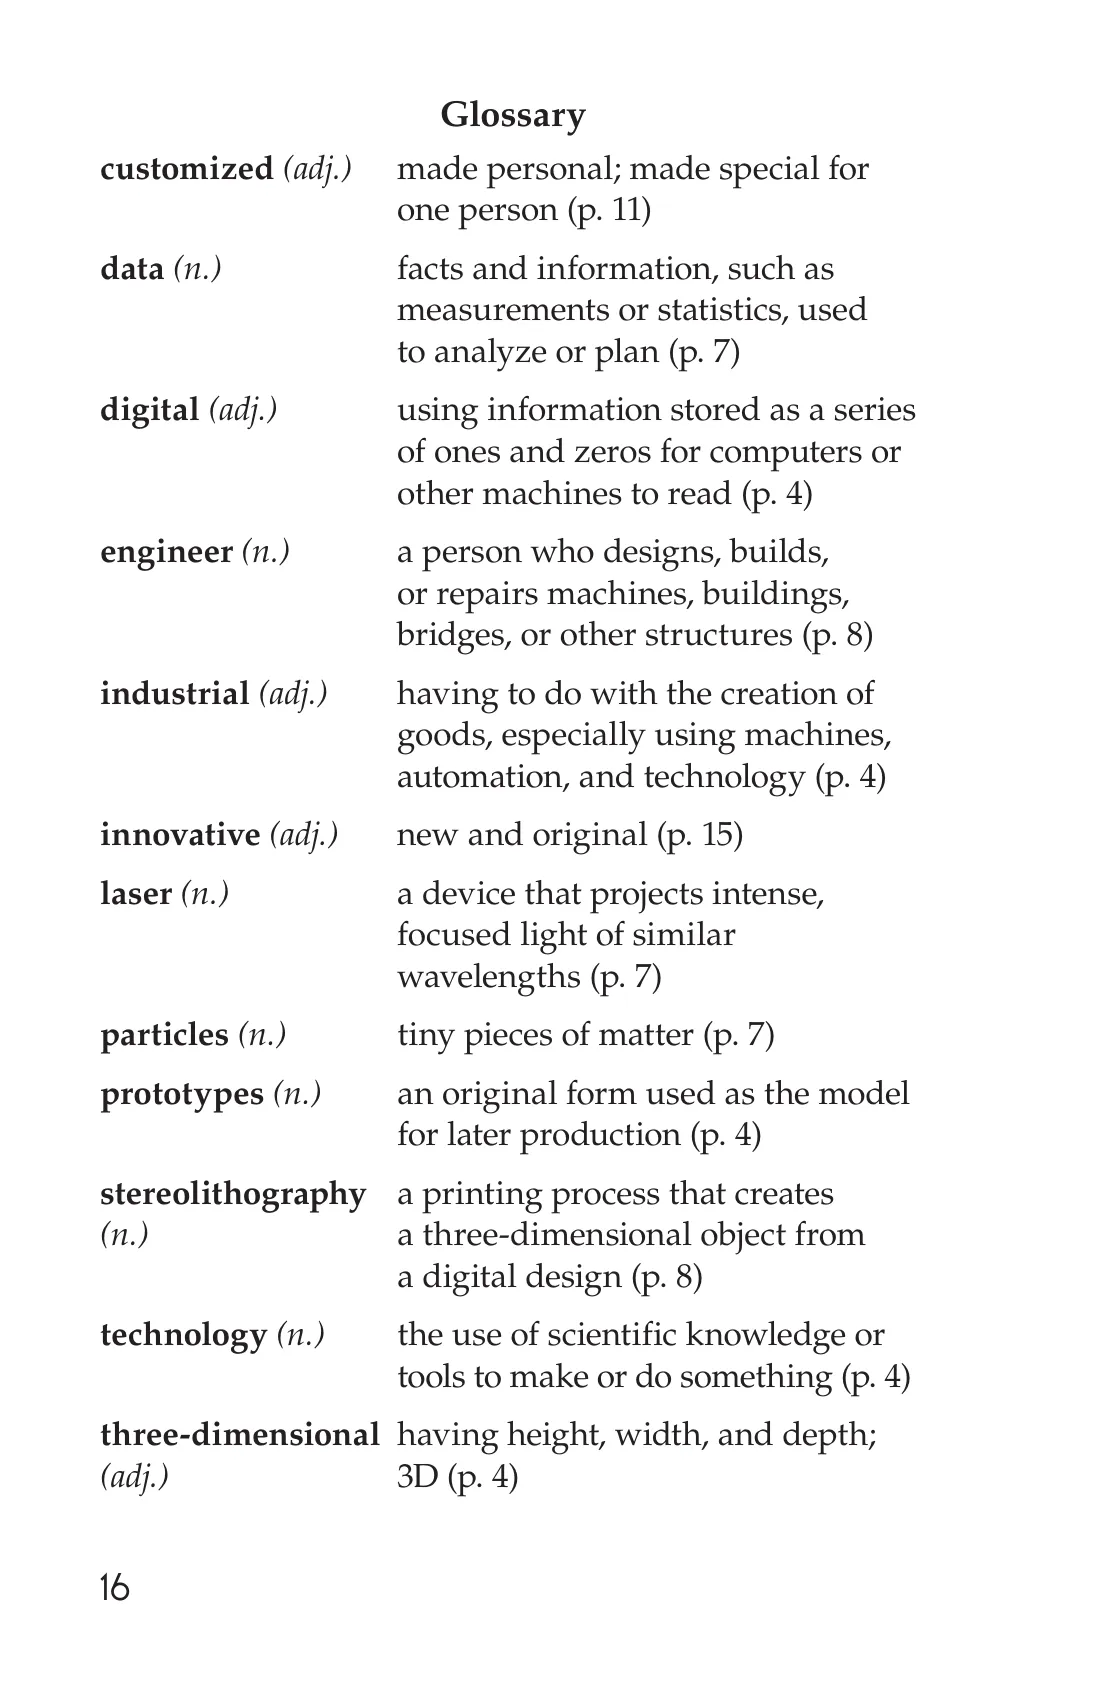 Glossary
customized (adj.) made personal; made special for
one person (p. 11)
data (n.) facts and information, such as
measurements or statistics, used
to analyze or plan (p. 7)
digital (adj.) using information stored as a series
of ones and zeros for computers or
other machines to read (p. 4)
engineer (n.) a person who designs, builds,
or repairs machines, buildings,
bridges, or other structures (p. 8)
industrial (adj.) having to do with the creation of
goods, especially using machines,
automation, and technology (p. 4)
innovative (adj.) new and original (p. 15)
laser (n.) a device that projects intense,
focused light of similar
wavelengths (p. 7)
particles (n.) tiny pieces of matter (p. 7)
prototypes (n.) an original form used as the model
for later production (p. 4)
stereolithography a printing process that creates
(n.) a three-dimensional object from
a digital design (p. 8)
technology (n.) the use of scientific knowledge or
tools to make or do something (p. 4)
three-dimensional having height, width, and depth;
(adj.) 3D (p. 4)
16